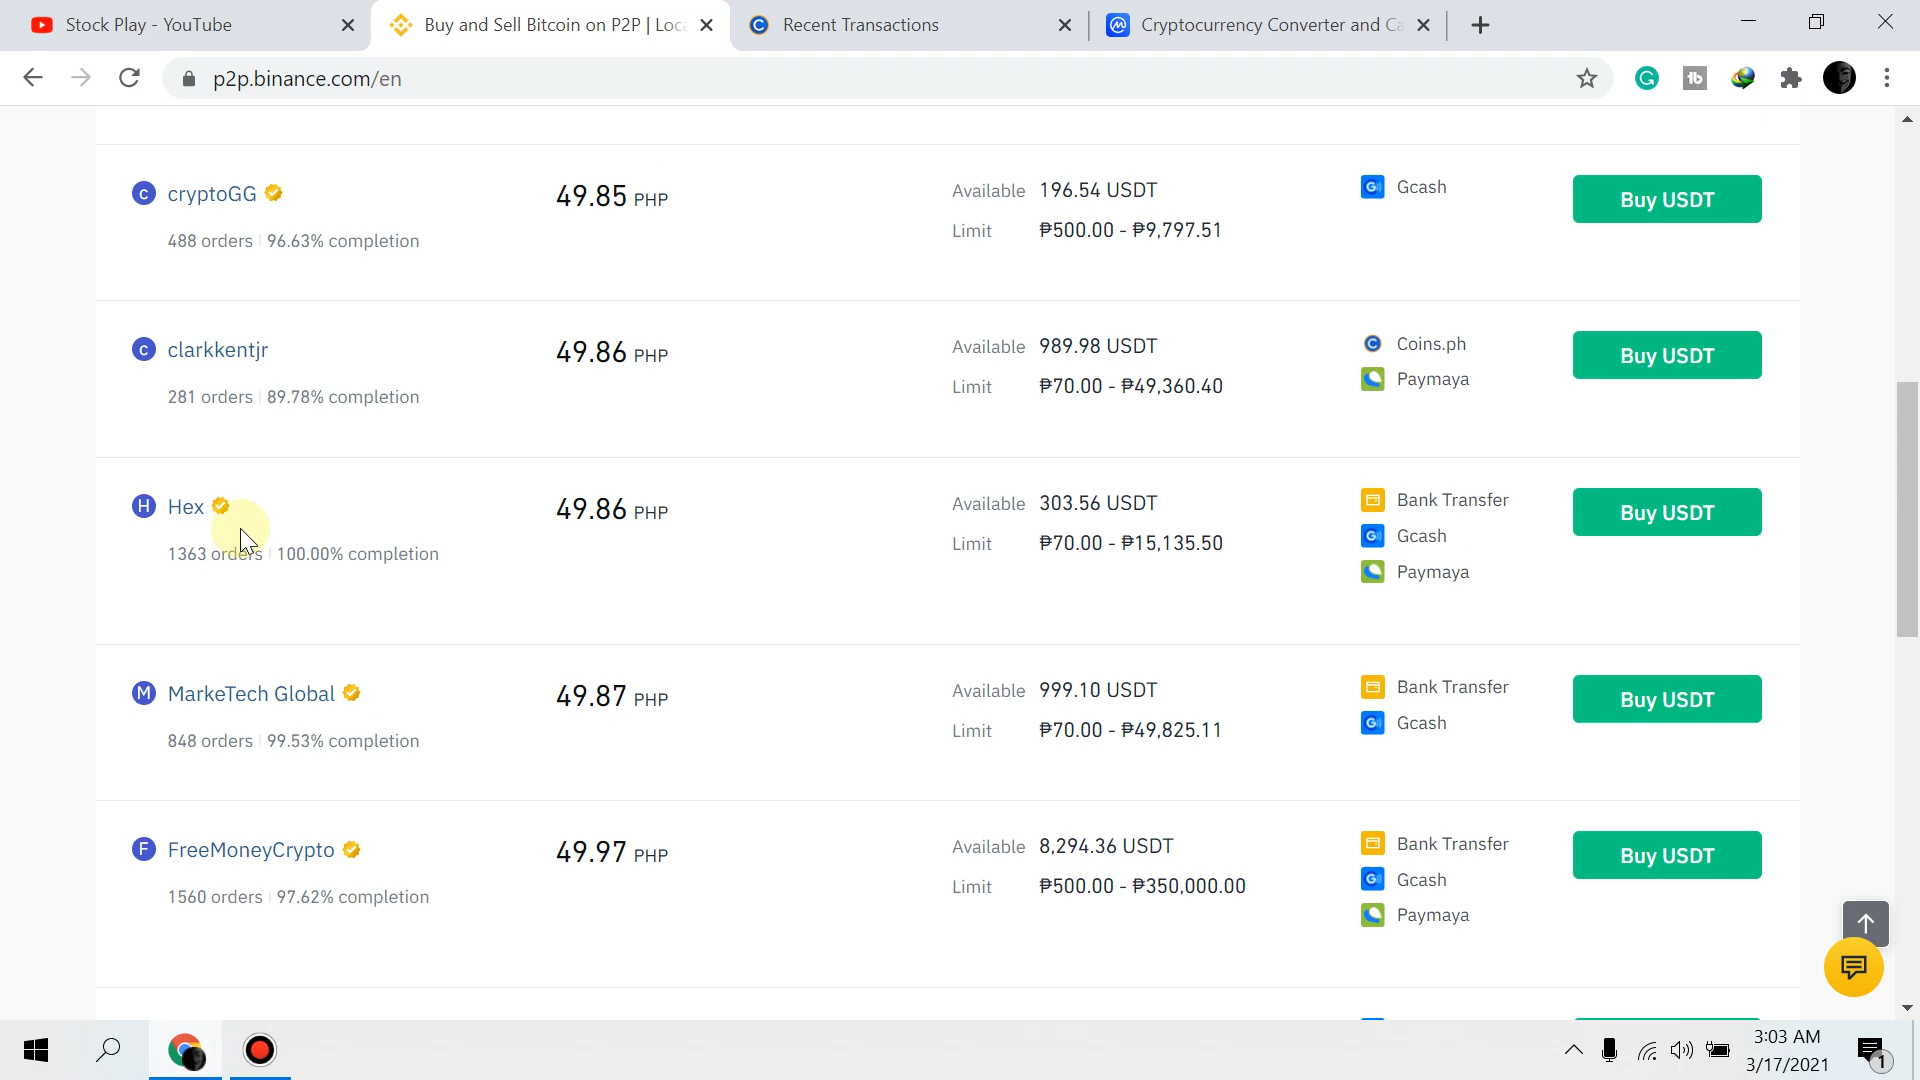 Stock Play - YouTube
Buy and Sell Bitcoin on P2P | Loca
Recent Transactions
Cryptocurrency Converter and Ca
p2p.binance.com/en
c cryptoGG
49.85 PHP
Available 196.54 USDT
Gcash
Buy USDT
488 orders | 96.63% completion
Limit ₱500.00 - ₱9,797.51
c clarkkentjr
49.86 PHP
Available 989.98 USDT
Coins.ph
Buy USDT
281 orders | 89.78% completion
Limit ₱70.00 - ₱49,360.40
Paymaya
H Hex
49.86 PHP
Available 303.56 USDT
Bank Transfer
Buy USDT
1363 orders | 100.00% completion
Limit ₱70.00 - ₱15,135.50
Gcash
Paymaya
M MarkeTech Global
49.87 PHP
Available 999.10 USDT
Bank Transfer
Buy USDT
848 orders | 99.53% completion
Limit ₱70.00 - ₱49,825.11
Gcash
F FreeMoneyCrypto
49.97 PHP
Available 8,294.36 USDT
Bank Transfer
Buy USDT
1560 orders | 97.62% completion
Limit ₱500.00 - ₱350,000.00
Gcash
Paymaya
3:03 AM
3/17/2021
1